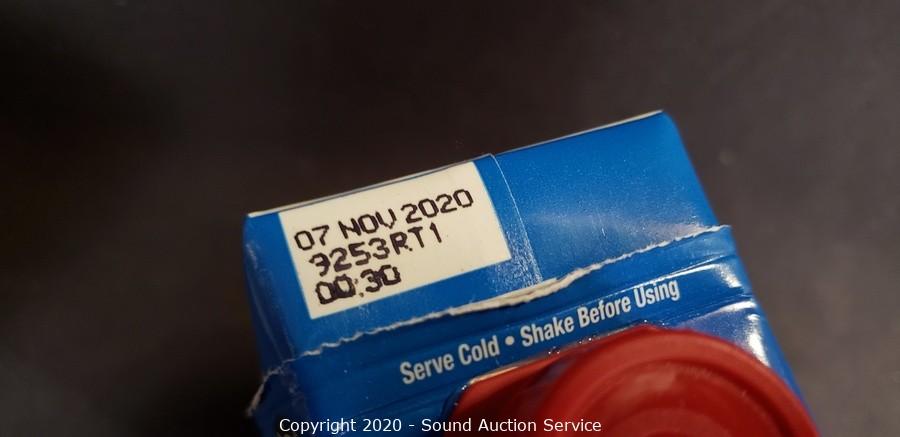 07 NOV 2020
9253RT1
00:30
Serve Cold • Shake Before Using
Copyright 2020 - Sound Auction Service